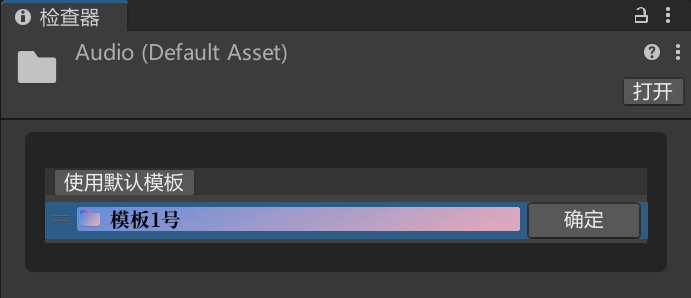 检查器
Audio (Default Asset)
打开
使用默认模板
模板1号
确定